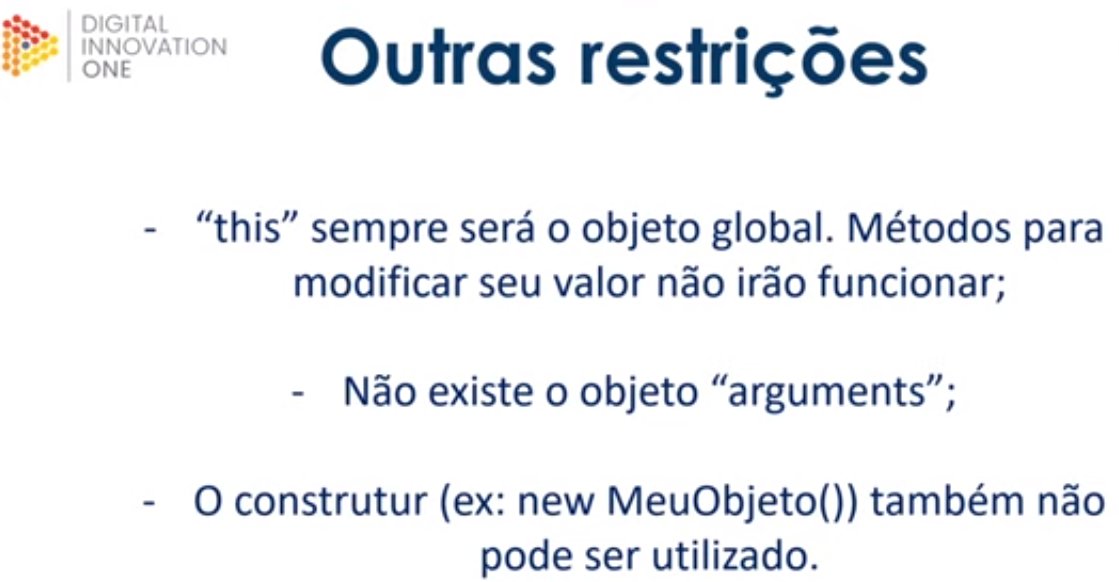 DIGITAL
INNOVATION
ONE
Outras restrições
- “this” sempre será o objeto global. Métodos para
modificar seu valor não irão funcionar;
- Não existe o objeto “arguments”;
- O construtur (ex: new MeuObjeto()) também não
pode ser utilizado.